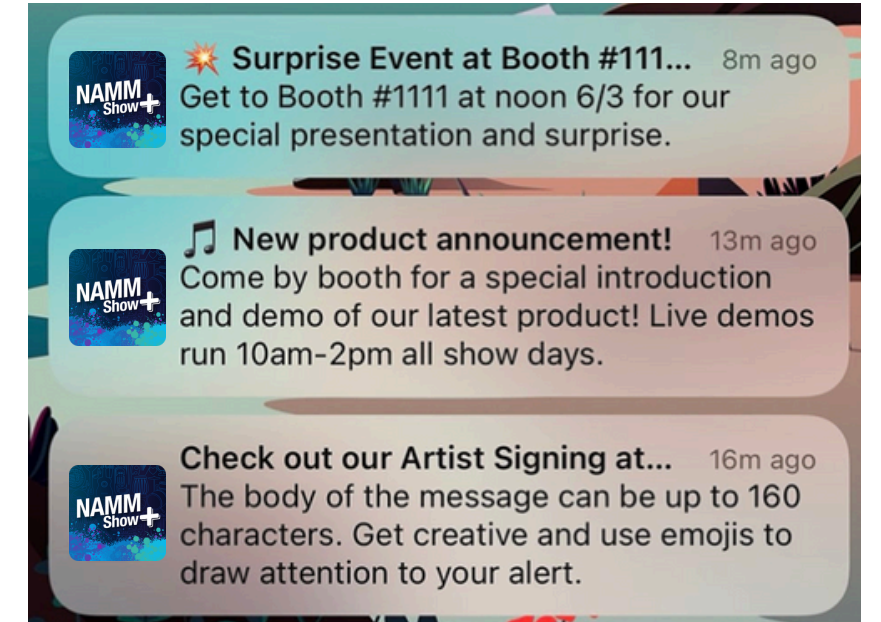 💥 Surprise Event at Booth #111... 8m ago
NAMM
Show+
Get to Booth #1111 at noon 6/3 for our
special presentation and surprise.
🎵 New product announcement! 13m ago
NAMM
Show+
Come by booth for a special introduction
and demo of our latest product! Live demos
run 10am-2pm all show days.
Check out our Artist Signing at... 16m ago
NAMM
Show+
The body of the message can be up to 160
characters. Get creative and use emojis to
draw attention to your alert.